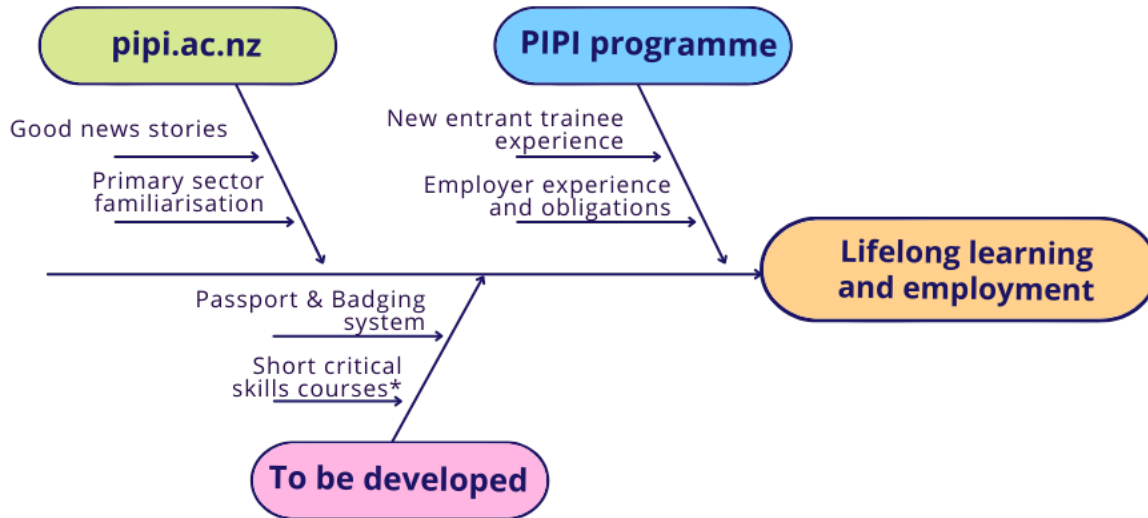 pipi.ac.nz
PIPI programme
Good news stories
Primary sector
familiarisation
New entrant trainee
experience
Employer experience
and obligations
Lifelong learning
and employment
Passport & Badging
system
Short critical
skills courses*
To be developed